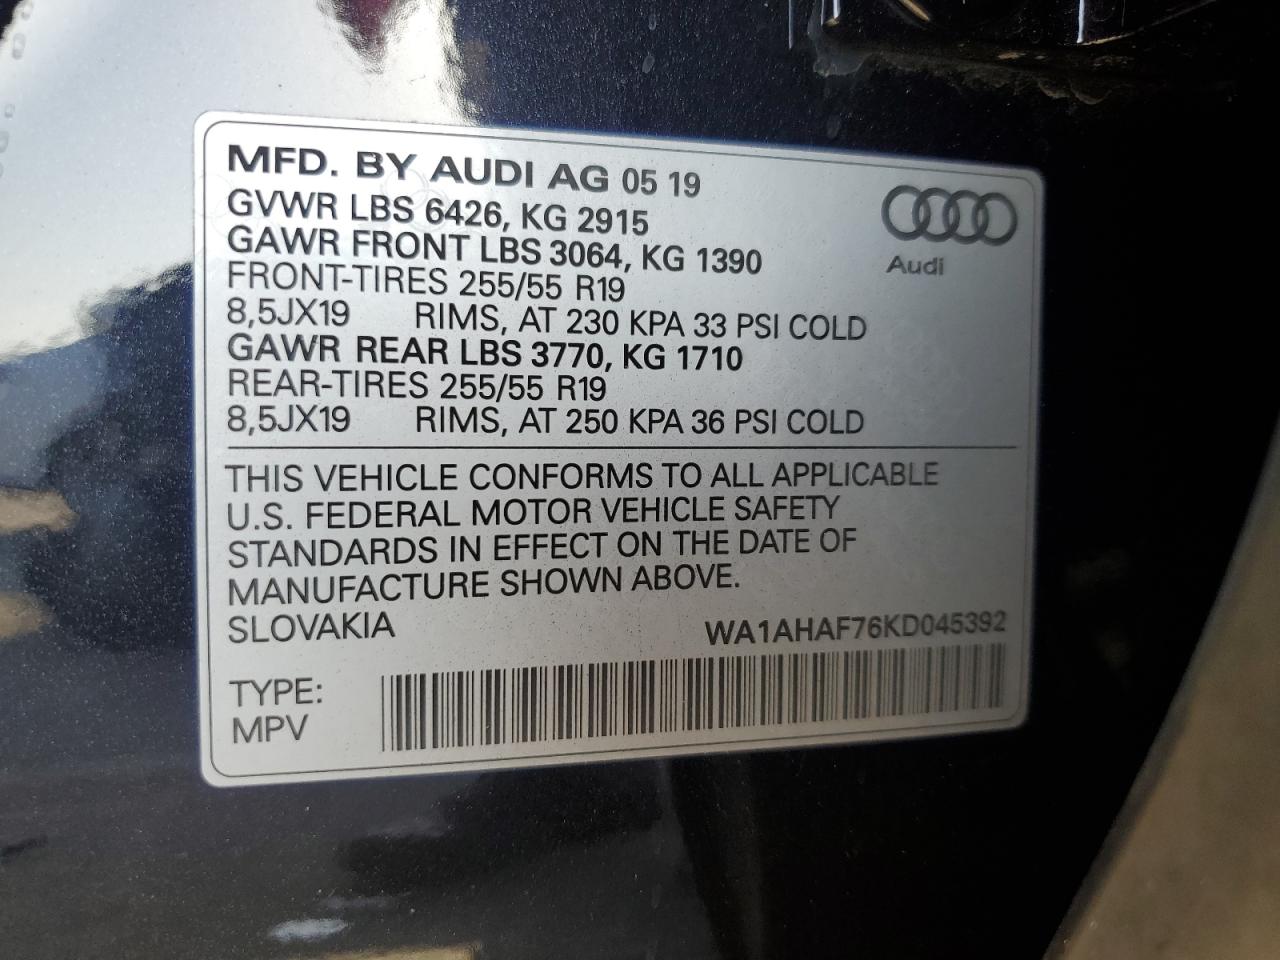 MFD. BY AUDI AG 05 19
GVWR LBS 6426, KG 2915
GAWR FRONT LBS 3064, KG 1390
FRONT-TIRES 255/55 R19
8,5JX19 RIMS, AT 230 KPA 33 PSI COLD
GAWR REAR LBS 3770, KG 1710
REAR-TIRES 255/55 R19
8,5JX19 RIMS, AT 250 KPA 36 PSI COLD
Audi
THIS VEHICLE CONFORMS TO ALL APPLICABLE
U.S. FEDERAL MOTOR VEHICLE SAFETY
STANDARDS IN EFFECT ON THE DATE OF
MANUFACTURE SHOWN ABOVE.
SLOVAKIA WA1AHAF76KD045392
TYPE:
MPV